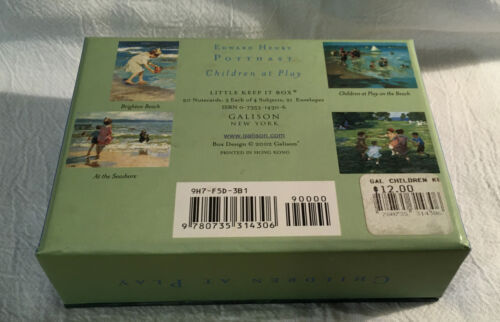 EDWARD HENRY
POTTHAST
Children at Play
LITTLE KEEP IT BOX®
20 Notecards, 5 Each of 4 Subjects, 21 Envelopes
ISBN 0-7353-1430-6
GALISON
NEW YORK
www.galison.com
Box Design © 2002 Galison
PRINTED IN HONG KONG
Brighton Beach
Children at Play on the Beach
At the Seashore
9H7-F5D-3B1
90000
9 780735 314306
GAL CHILDREN KE
$12.00
780735 314306
CHILDREN AT PLAY